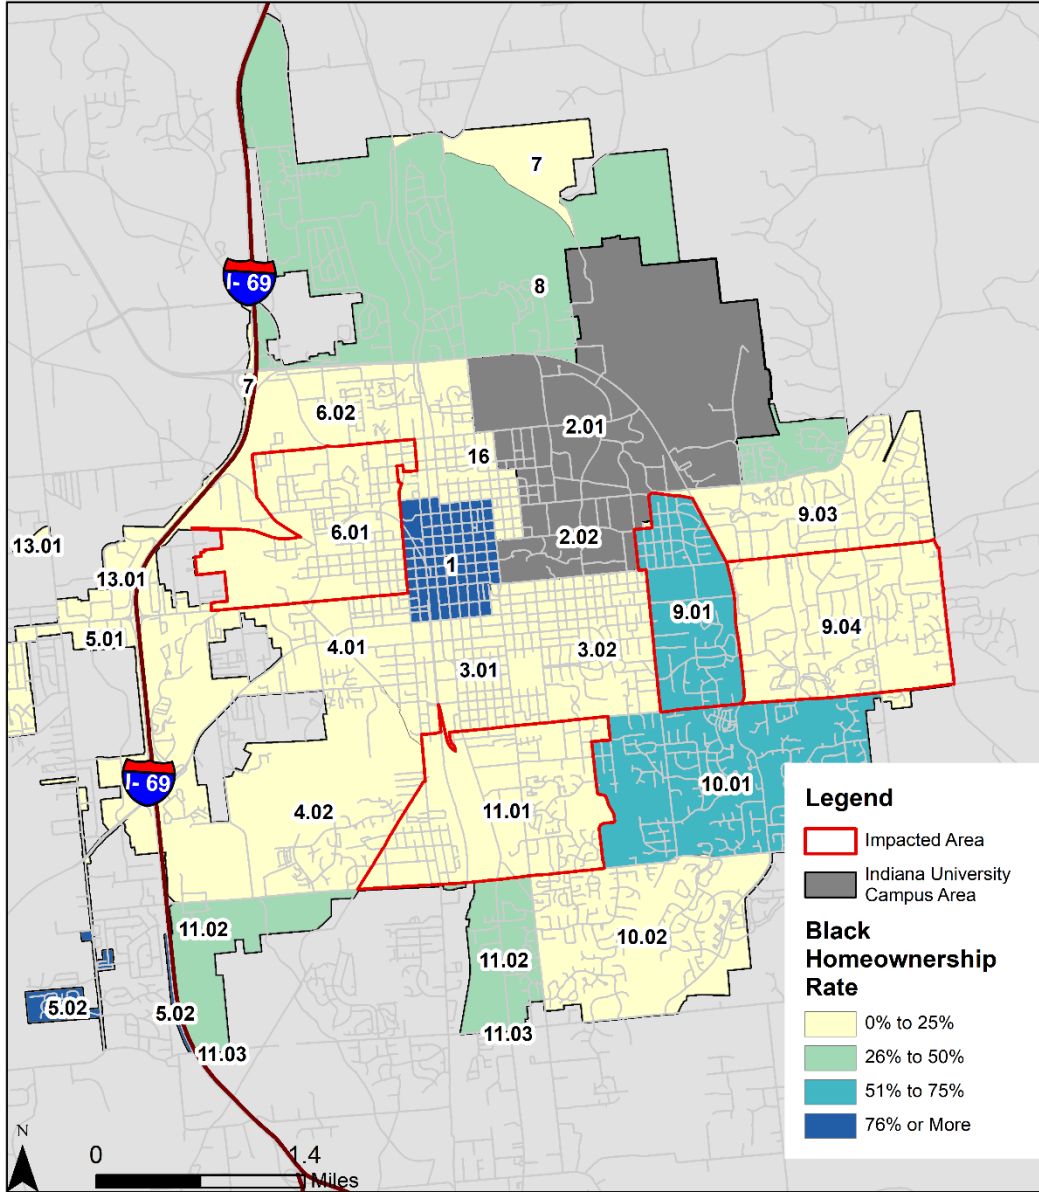 7
8
I- 69
7
6.02
2.01
16
9.03
6.01
2.02
13.01
1
13.01
9.01
9.04
5.01
4.01
3.02
3.01
I- 69
10.01
4.02
11.01
Legend
Impacted Area
Indiana University
Campus Area
Black
Homeownership
Rate
0% to 25%
26% to 50%
51% to 75%
76% or More
11.02
10.02
11.02
5.02
5.02
11.03
11.03
N
0
1.4
Miles